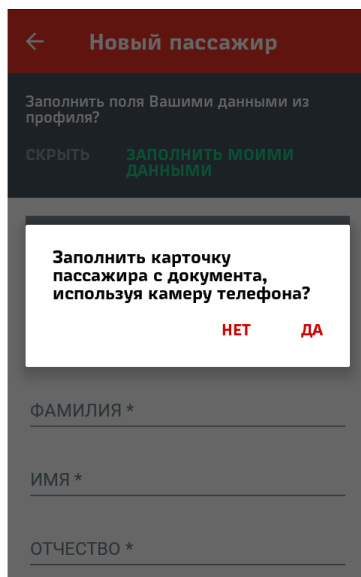 Новый пассажир
Заполнить поля Вашими данными из
профиля?
СКРЫТЬ ЗАПОЛНИТЬ МОИМИ
ДАННЫМИ
Заполнить карточку
пассажира с документа,
используя камеру телефона?
НЕТ ДА
ФАМИЛИЯ *
ИМЯ *
ОТЧЕСТВО *